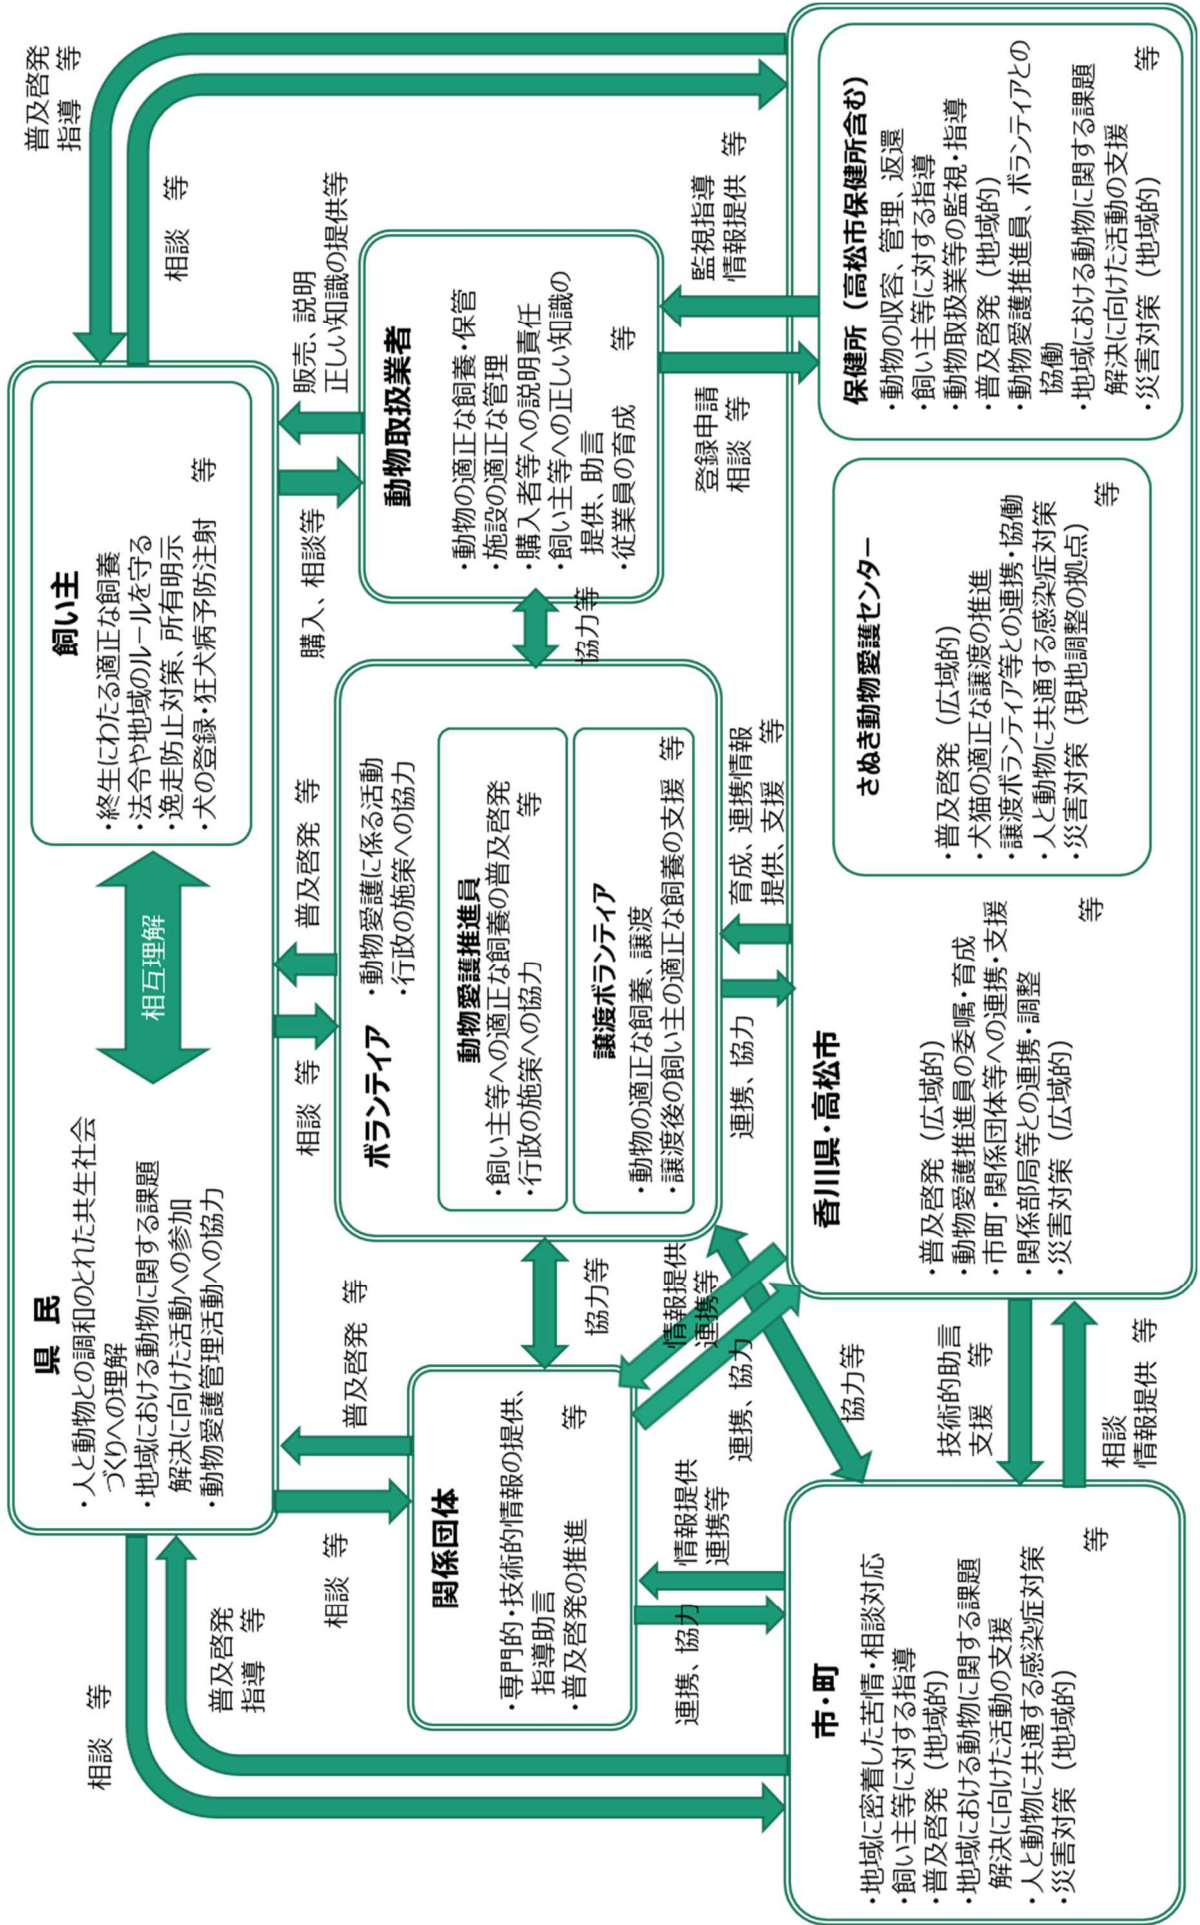 県 民
・人と動物との調和のとれた共生社会
づくりへの理解
・地域における動物に関する課題
解決に向けた活動への参加
・動物愛護管理活動への協力
相互理解
飼い主
・終生にわたる適正な飼養
・法令や地域のルールを守る
・逸走防止対策、所有明示
・犬の登録・狂犬病予防注射
等
相談 等
普及啓発
指導 等
相談 等
普及啓発 等
相談 等
普及啓発 等
購入、相談等
販売、説明
正しい知識の提供等
相談 等
普及啓発
指導 等
関係団体
・専門的・技術的情報の提供、
指導助言
・普及啓発の推進
等
協力等
ボランティア
・動物愛護に係る活動
・行政の施策への協力
動物愛護推進員
・飼い主等への適正な飼養の普及啓発
・行政の施策への協力
等
譲渡ボランティア
・動物の適正な飼養、譲渡
・譲渡後の飼い主の適正な飼養の支援 等
協力等
動物取扱業者
・動物の適正な飼養・保管
・施設の適正な管理
・購入者等への説明責任
・飼い主等への正しい知識の
提供、助言
・従業員の育成
等
連携、協力
情報提供
連携等
連携、協力
情報提供
連携等
協力等
連携、協力
育成、連携情報
提供、支援 等
登録申請
相談 等
監視指導
情報提供 等
市・町
・地域に密着した苦情・相談対応
・飼い主等に対する指導
・普及啓発（地域的）
・地域における動物に関する課題
解決に向けた活動の支援
・人と動物に共通する感染症対策
・災害対策（地域的）
等
技術的助言
支援 等
相談
情報提供 等
香川県・高松市
・普及啓発（広域的）
・動物愛護推進員の委嘱・育成
・市町・関係団体等への連携・支援
・関係部局等との連携・調整
・災害対策（広域的）
等
さぬき動物愛護センター
・普及啓発（広域的）
・犬猫の適正な譲渡の推進
・譲渡ボランティア等との連携・協働
・人と動物に共通する感染症対策
・災害対策（現地調整の拠点）
等
保健所（高松市保健所含む）
・動物の収容、管理、返還
・飼い主等に対する指導
・動物取扱業等の監視・指導
・普及啓発（地域的）
・動物愛護推進員、ボランティアとの
協働
・地域における動物に関する課題
解決に向けた活動の支援
・災害対策（地域的）
等